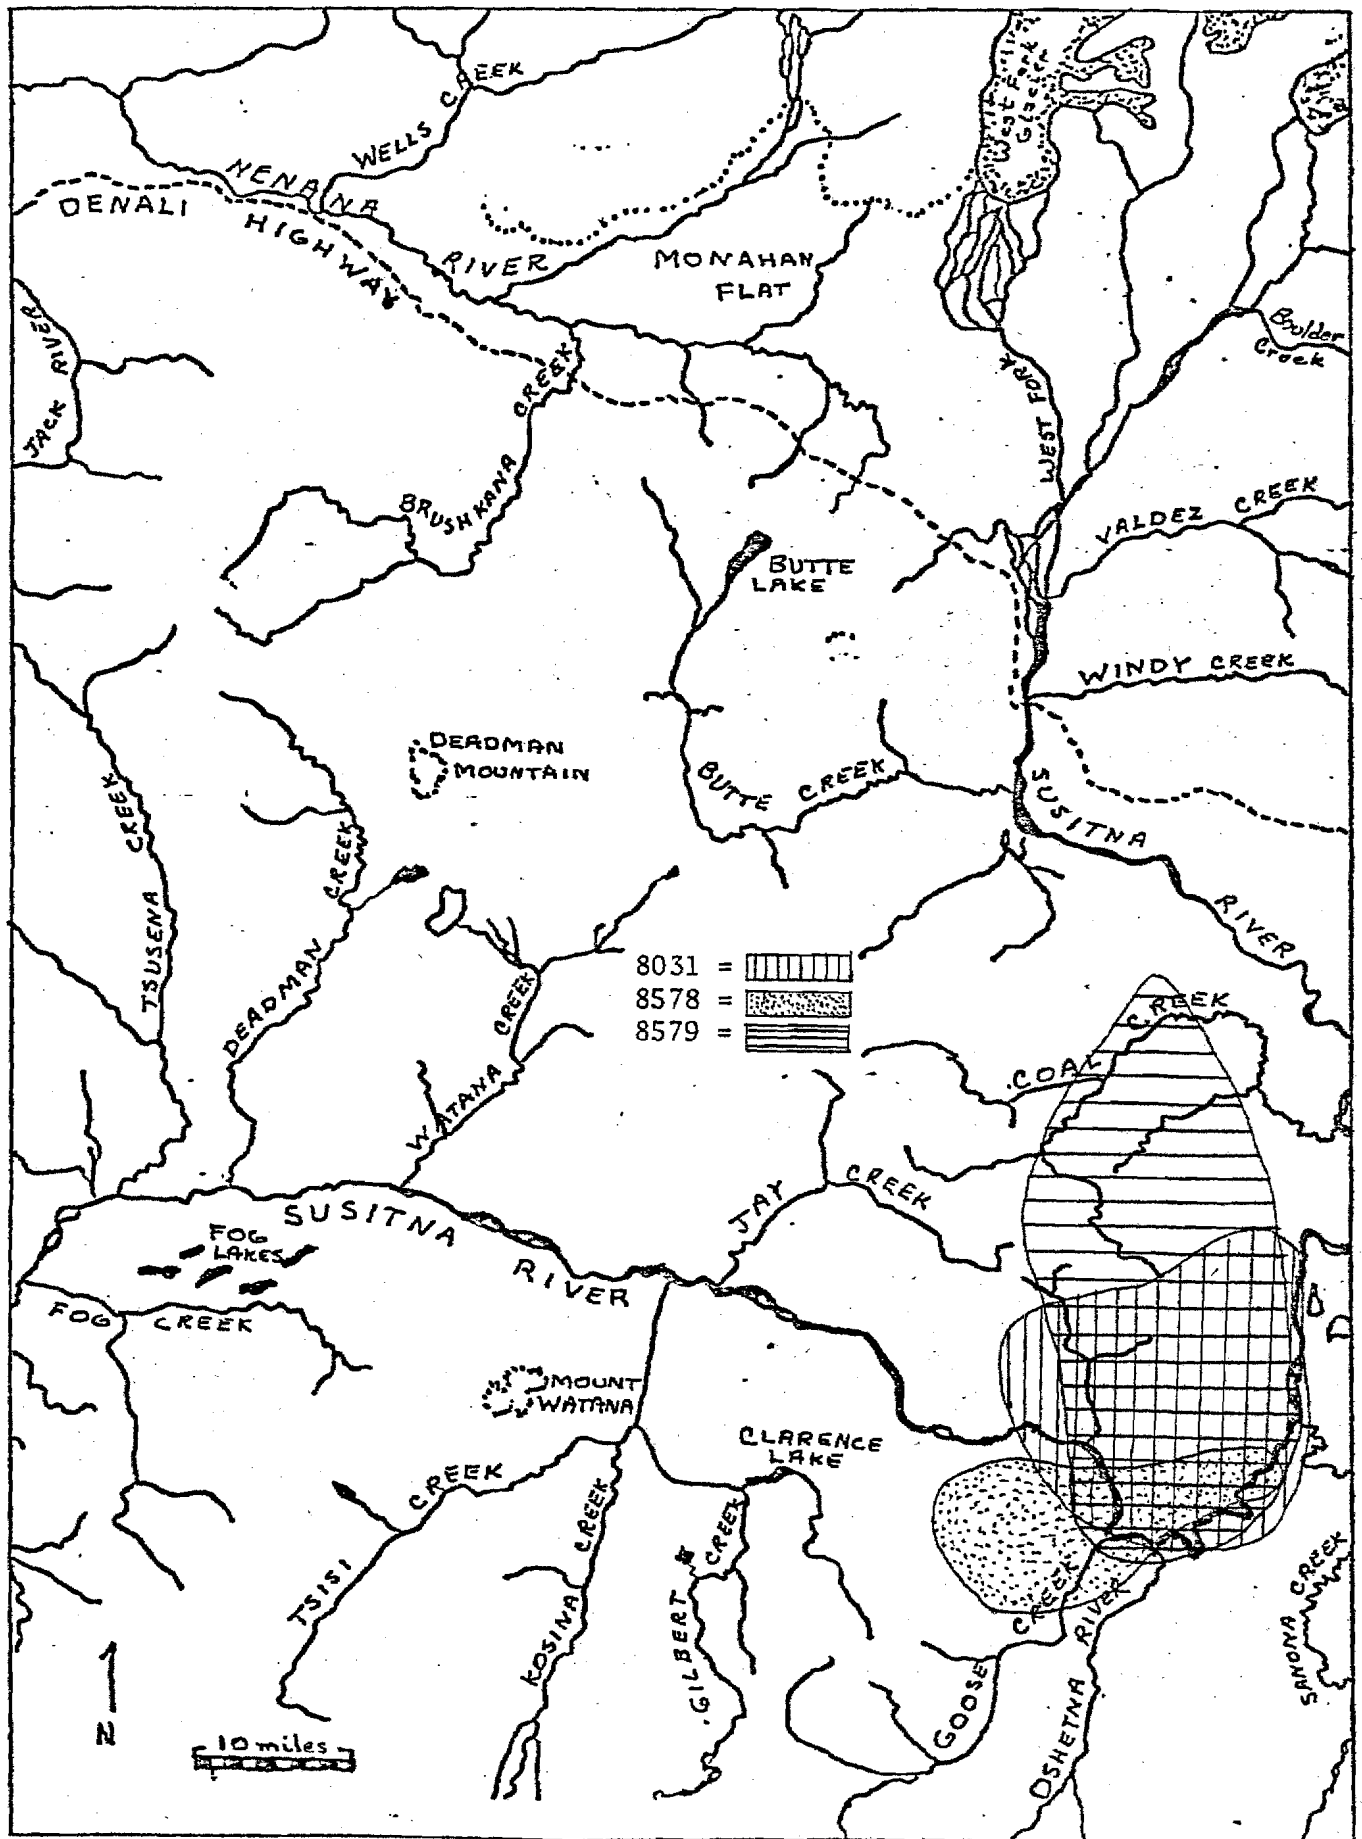 West Fork
Glacier
WELLS CREEK
NENANA
RIVER
DENALI
HIGHWAY
MONAHAN
FLAT
JACK RIVER
Boulder
Creek
WEST FORK
BRUSHKANA CREEK
VALDEZ CREEK
BUTTE
LAKE
WINDY CREEK
DEADMAN
MOUNTAIN
BUTTE CREEK
SUSITNA
RIVER
TSUSENA CREEK
DEADMAN CREEK
WATANA CREEK
8031 =
8578 =
8579 =
COAL CREEK
JAY CREEK
SUSITNA
RIVER
FOG
LAKES
FOG CREEK
MOUNT
WATANA
CLARENCE
LAKE
TSISI CREEK
KOSINA CREEK
GILBERT CREEK
GOOSE CREEK
OSHETNA RIVER
SANONA CREEK
N
10 miles